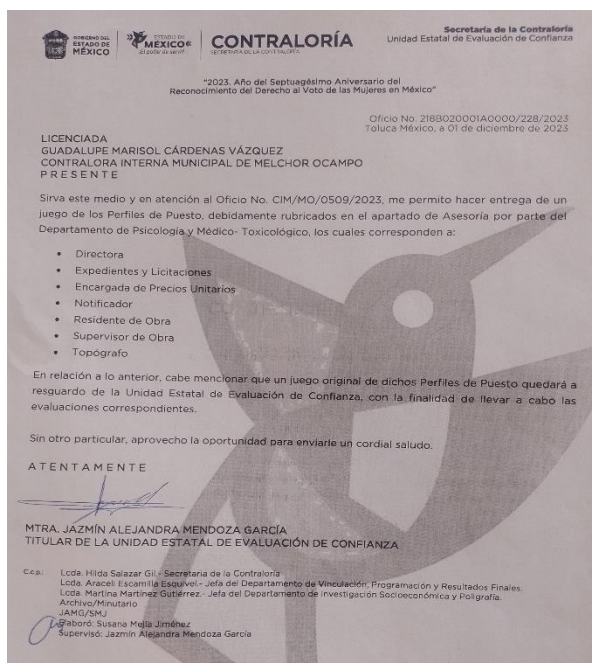 GOBIERNO DEL
ESTADO DE
MÉXICO
ESTADO DE
MÉXICO
¡El poder de servir!
CONTRALORÍA
SECRETARÍA DE LA CONTRALORÍA
Secretaría de la Contraloría
Unidad Estatal de Evaluación de Confianza
"2023. Año del Septuagésimo Aniversario del
Reconocimiento del Derecho al Voto de las Mujeres en México"
Oficio No. 218B020001A0000/228/2023
Toluca México, a 01 de diciembre de 2023
LICENCIADA
GUADALUPE MARISOL CÁRDENAS VÁZQUEZ
CONTRALORA INTERNA MUNICIPAL DE MELCHOR OCAMPO
P R E S E N T E
Sirva este medio y en atención al Oficio No. CIM/MO/0509/2023, me permito hacer entrega de un
juego de los Perfiles de Puesto, debidamente rubricados en el apartado de Asesoría por parte del
Departamento de Psicología y Médico- Toxicológico, los cuales corresponden a:
• Directora
• Expedientes y Licitaciones
• Encargada de Precios Unitarios
• Notificador
• Residente de Obra
• Supervisor de Obra
• Topógrafo
En relación a lo anterior, cabe mencionar que un juego original de dichos Perfiles de Puesto quedará a
resguardo de la Unidad Estatal de Evaluación de Confianza, con la finalidad de llevar a cabo las
evaluaciones correspondientes.
Sin otro particular, aprovecho la oportunidad para enviarle un cordial saludo.
A T E N T A M E N T E
MTRA. JAZMÍN ALEJANDRA MENDOZA GARCÍA
TITULAR DE LA UNIDAD ESTATAL DE EVALUACIÓN DE CONFIANZA
C.c.p.: Lcda. Hilda Salazar Gil.- Secretaria de la Contraloría
Lcda. Araceli Escamilla Esquivel.- Jefa del Departamento de Vinculación, Programación y Resultados Finales.
Lcda. Martina Martínez Gutiérrez.- Jefa del Departamento de Investigación Socioeconómica y Poligrafía.
Archivo/Minutario
JAMG/SMJ
Elaboró: Susana Mejía Jiménez
Supervisó: Jazmín Alejandra Mendoza García